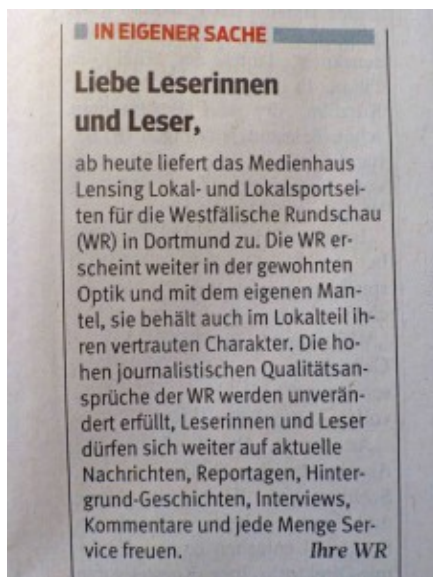 IN EIGENER SACHE
Liebe Leserinnen
und Leser,
ab heute liefert das Medienhaus
Lensing Lokal- und Lokalsportsei-
ten für die Westfälische Rundschau
(WR) in Dortmund zu. Die WR er-
scheint weiter in der gewohnten
Optik und mit dem eigenen Man-
tel, sie behält auch im Lokalteil ih-
ren vertrauten Charakter. Die ho-
hen journalistischen Qualitätsan-
sprüche der WR werden unverän-
dert erfüllt, Leserinnen und Leser
dürfen sich weiter auf aktuelle
Nachrichten, Reportagen, Hinter-
grund-Geschichten, Interviews,
Kommentare und jede Menge Ser-
vice freuen. Ihre WR